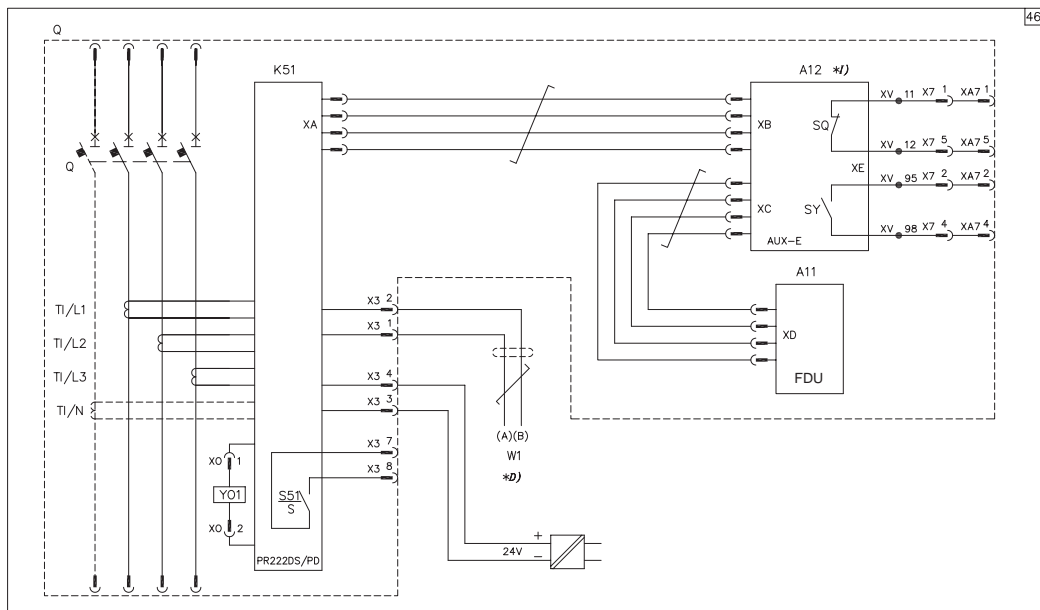 46
Q
K51
A12 *I)
XA
XB
SQ
XV 11 X7 1 XA7 1
XV 12 X7 5 XA7 5
XE
XV 95 X7 2 XA7 2
XC
SY
XV 98 X7 4 XA7 4
AUX-E
Q
A11
XD
FDU
TI/L1
TI/L2
TI/L3
TI/N
X3 2
X3 1
X3 4
X3 3
X3 7
X3 8
(A)(B)
W1
*D)
X0 1
Y01
X0 2
S51
S
PR222DS/PD
+
24V
−